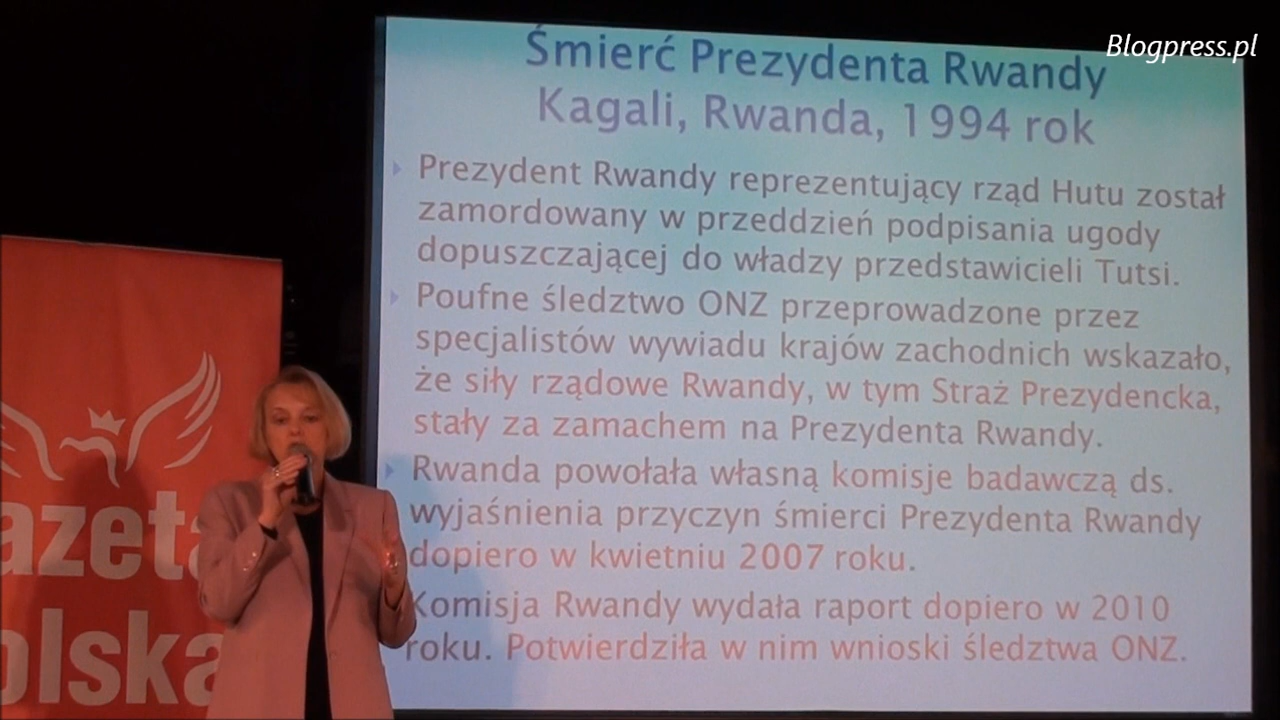 Blogpress.pl
Śmierć Prezydenta Rwandy
Kagali, Rwanda, 1994 rok
Prezydent Rwandy reprezentujący rząd Hutu został
zamordowany w przeddzień podpisania ugody
dopuszczającej do władzy przedstawicieli Tutsi.
Poufne śledztwo ONZ przeprowadzone przez
specjalistów wywiadu krajów zachodnich wskazało,
że siły rządowe Rwandy, w tym Straż Prezydencka,
stały za zamachem na Prezydenta Rwandy.
Rwanda powołała własną komisje badawczą ds.
wyjaśnienia przyczyn śmierci Prezydenta Rwandy
dopiero w kwietniu 2007 roku.
Komisja Rwandy wydała raport dopiero w 2010
roku. Potwierdziła w nim wnioski śledztwa ONZ.
azeta
olska